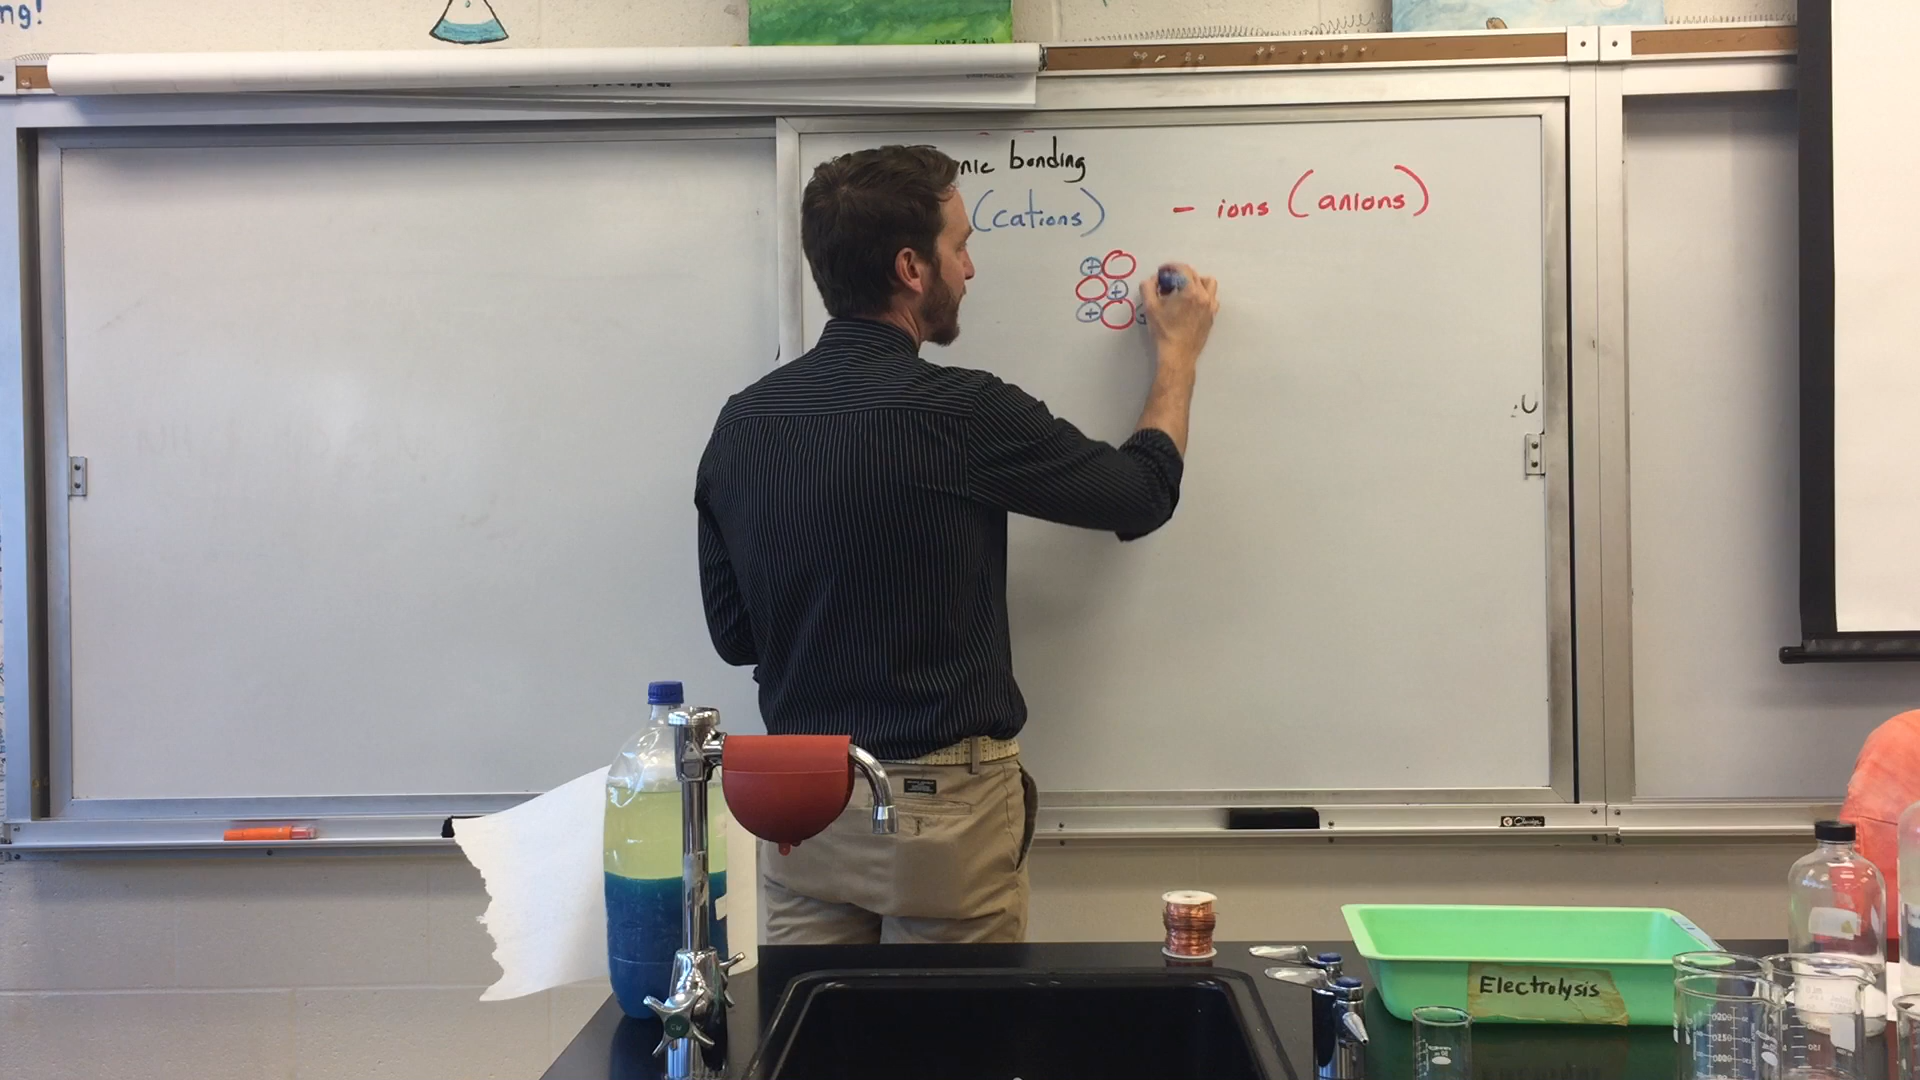 ng!
nic bonding
(cations) - ions (anions)
+
+
+
Electrolysis